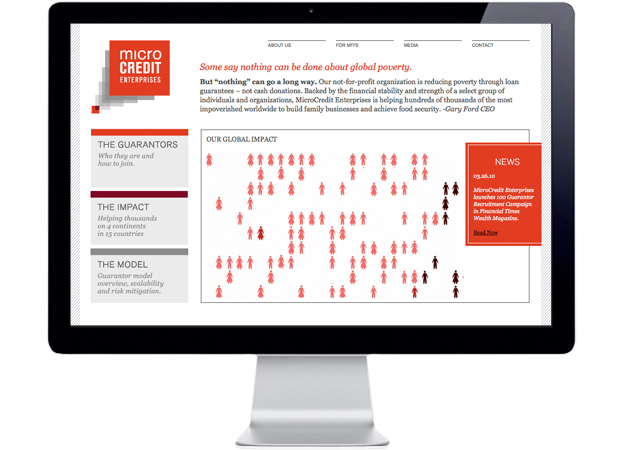 micro
CREDIT
ENTERPRISES
ABOUT US
FOR MFI'S
MEDIA
CONTACT
Some say nothing can be done about global poverty.
But “nothing” can go a long way. Our not-for-profit organization is reducing poverty through loan
guarantees – not cash donations. Backed by the financial stability and strength of a select group of
individuals and organizations, MicroCredit Enterprises is helping hundreds of thousands of the most
impoverished worldwide to build family businesses and achieve food security. -Gary Ford CEO
THE GUARANTORS
Who they are and
how to join.
THE IMPACT
Helping thousands
on 4 continents
in 15 countries
THE MODEL
Guarantor model
overview, scalability
and risk mitigation.
OUR GLOBAL IMPACT
NEWS
03.26.10
MicroCredit Enterprises
launches 100 Guarantor
Recruitment Campaign
in Financial Times
Wealth Magazine.
Read Now